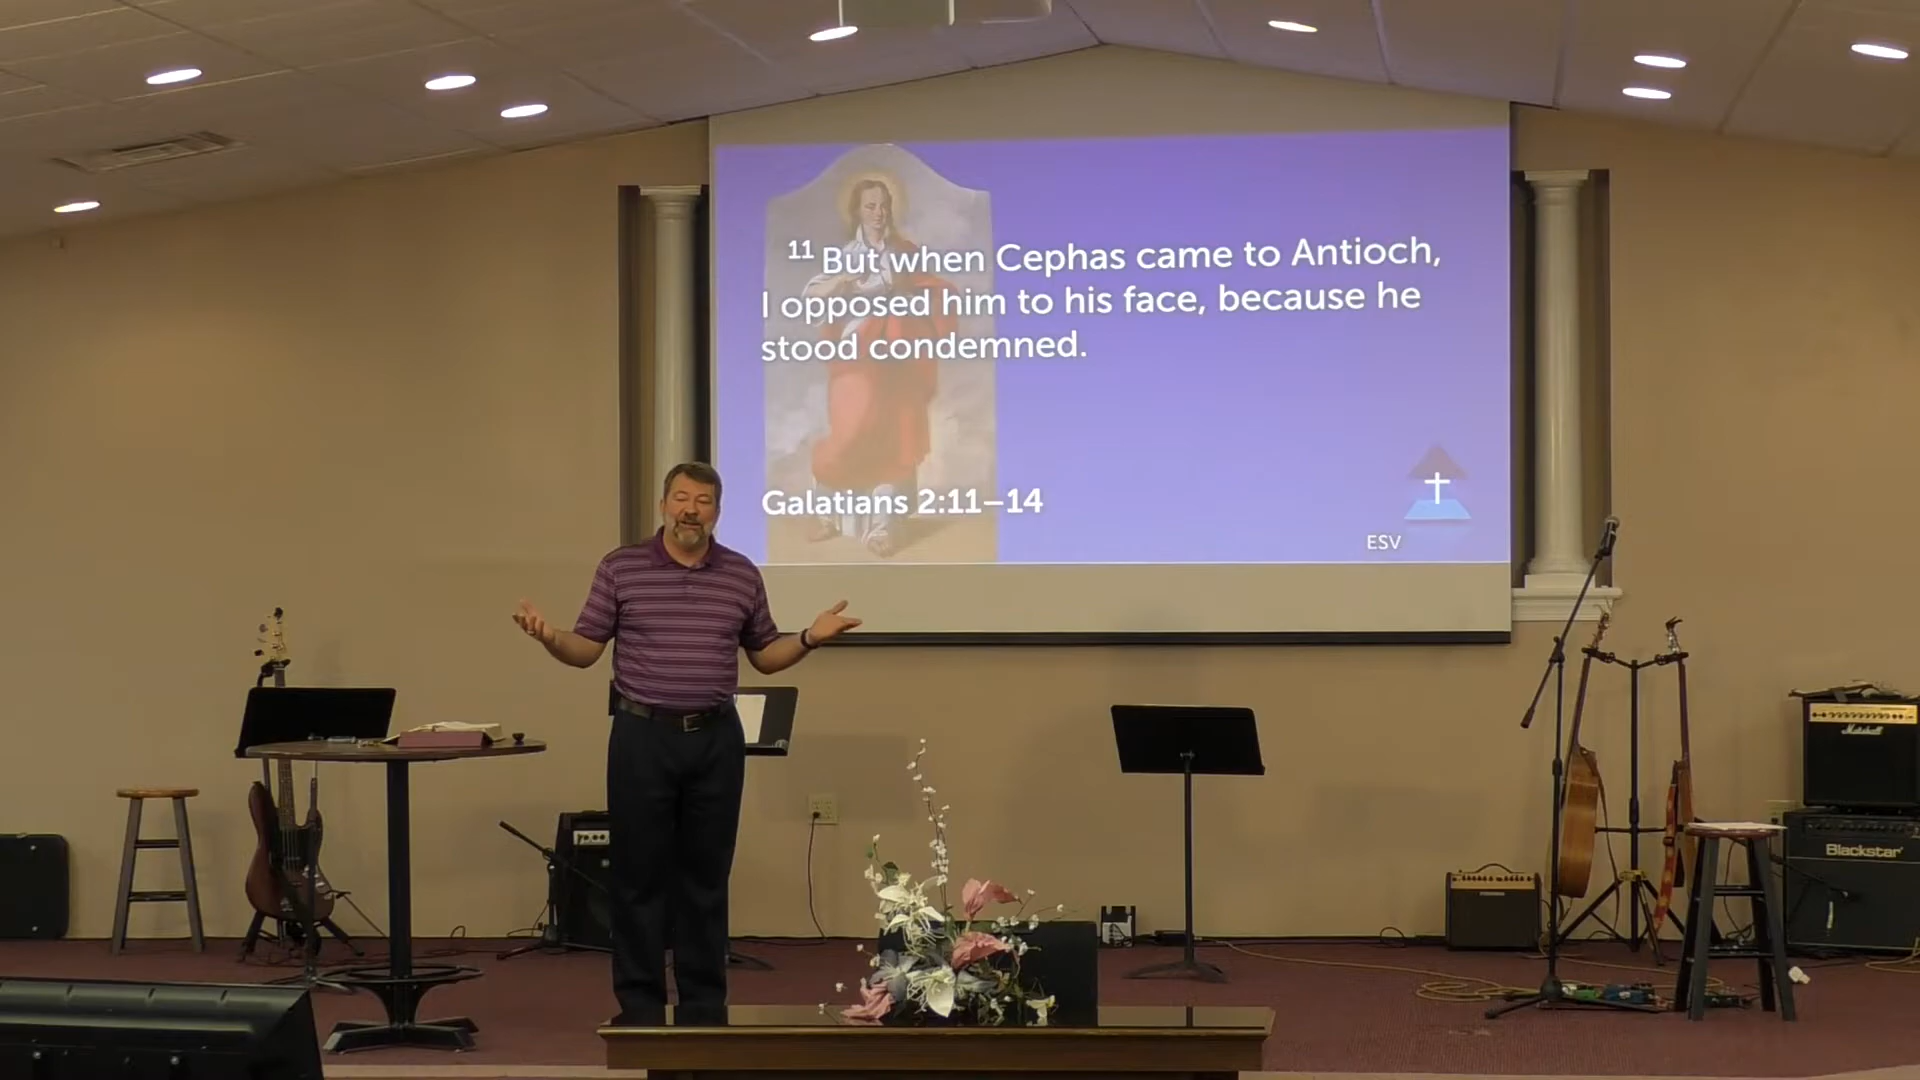 11 But when Cephas came to Antioch,
I opposed him to his face, because he
stood condemned.
Galatians 2:11–14
ESV
Marshall
Blackstar